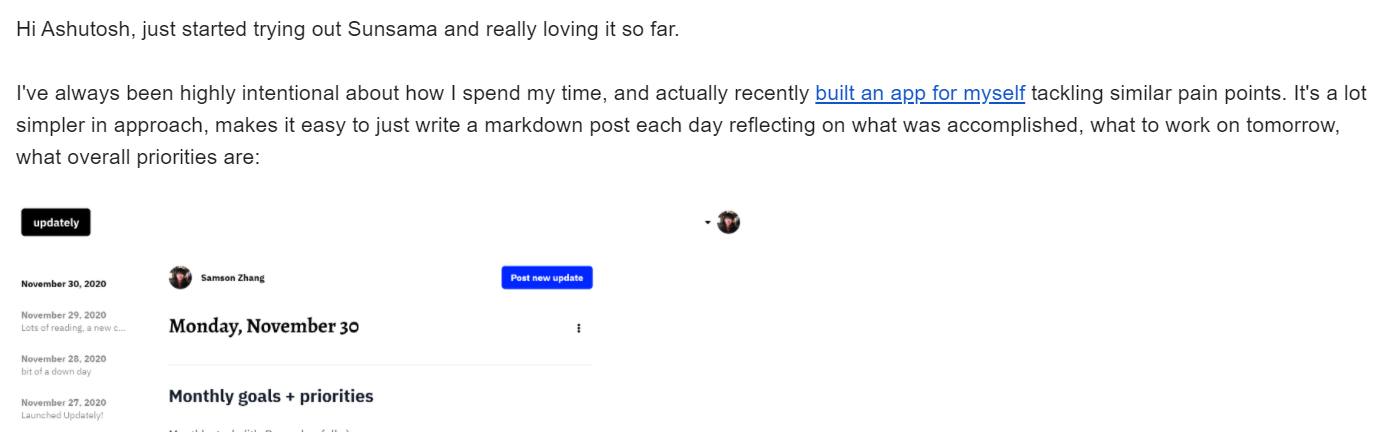 Hi Ashutosh, just started trying out Sunsama and really loving it so far.
I've always been highly intentional about how I spend my time, and actually recently built an app for myself tackling similar pain points. It's a lot
simpler in approach, makes it easy to just write a markdown post each day reflecting on what was accomplished, what to work on tomorrow,
what overall priorities are:
updately
Samson Zhang
Post new update
November 30, 2020
November 29, 2020
Lots of reading, a new c...
Monday, November 30
November 28, 2020
bit of a down day
Monthly goals + priorities
November 27, 2020
Launched Updately!